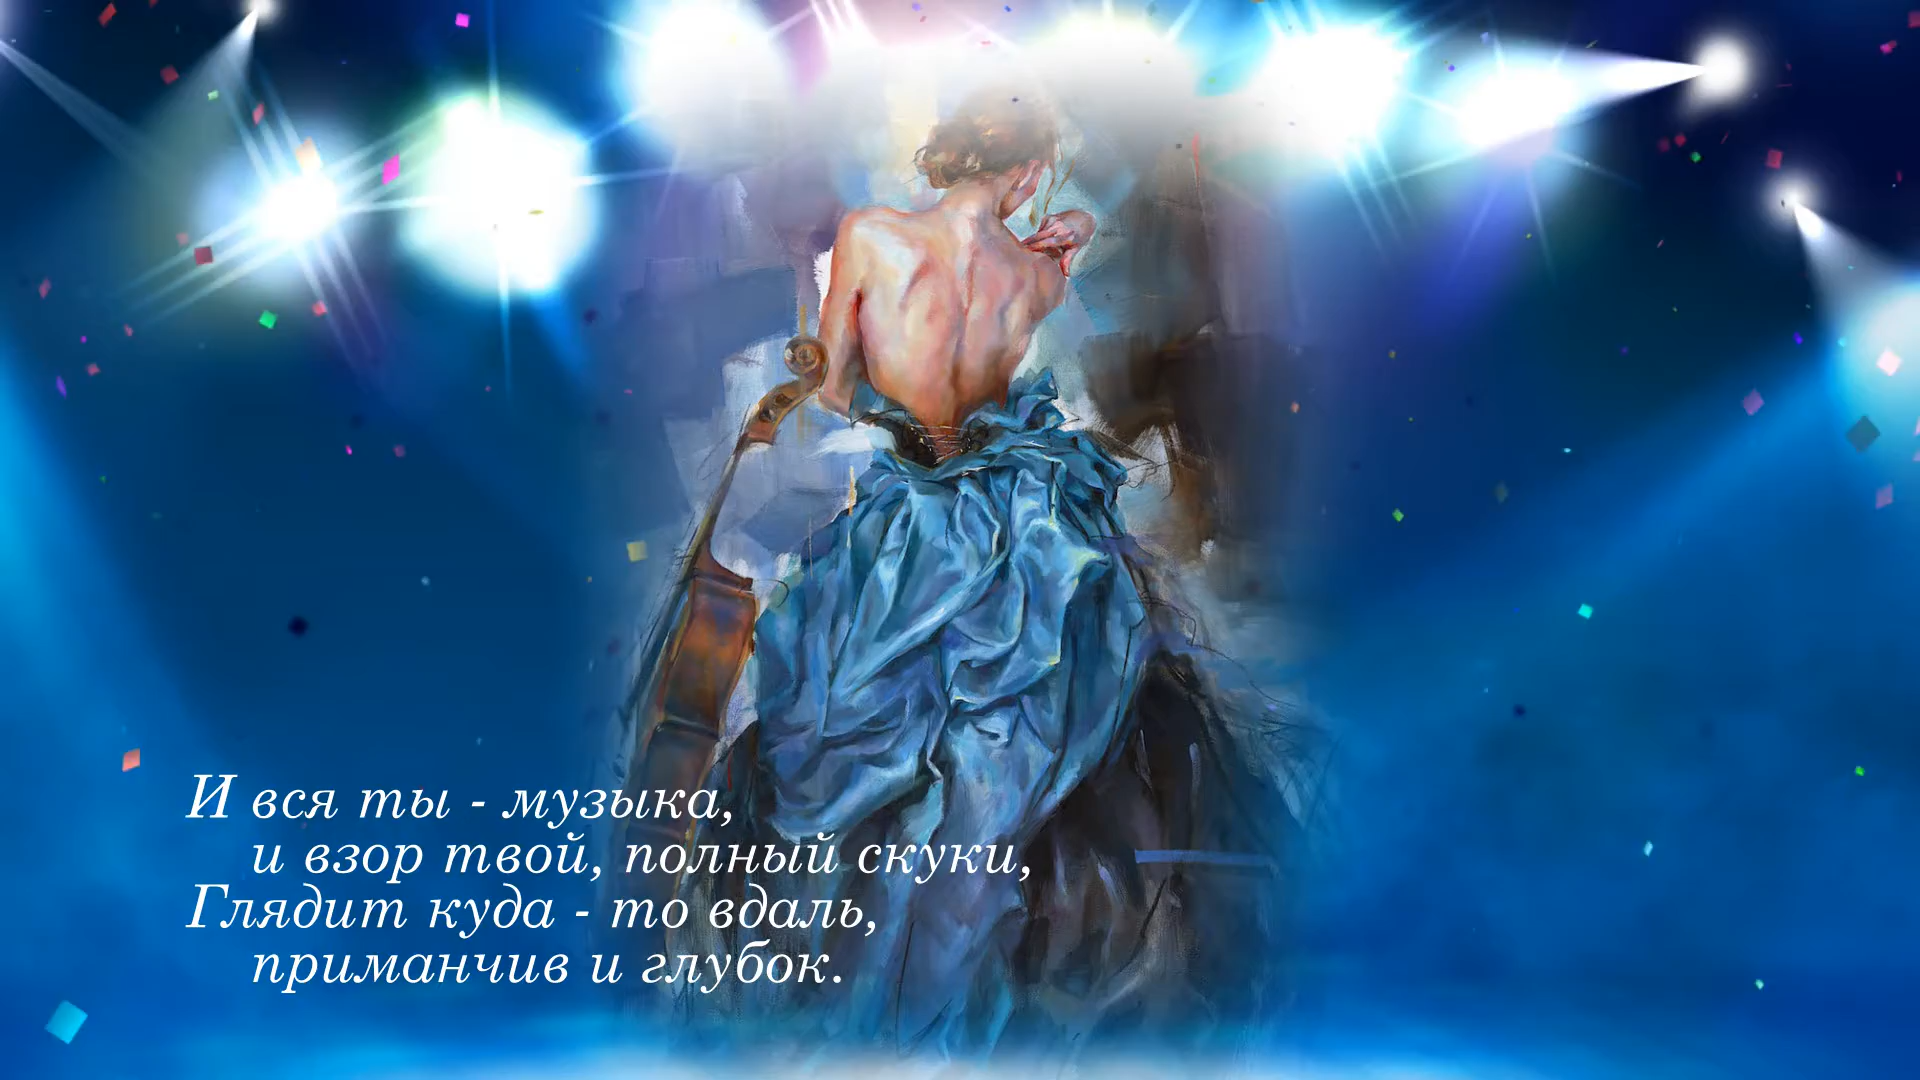 И вся ты - музыка,
и взор твой, полный скуки,
Глядит куда - то вдаль,
приманчив и глубок.